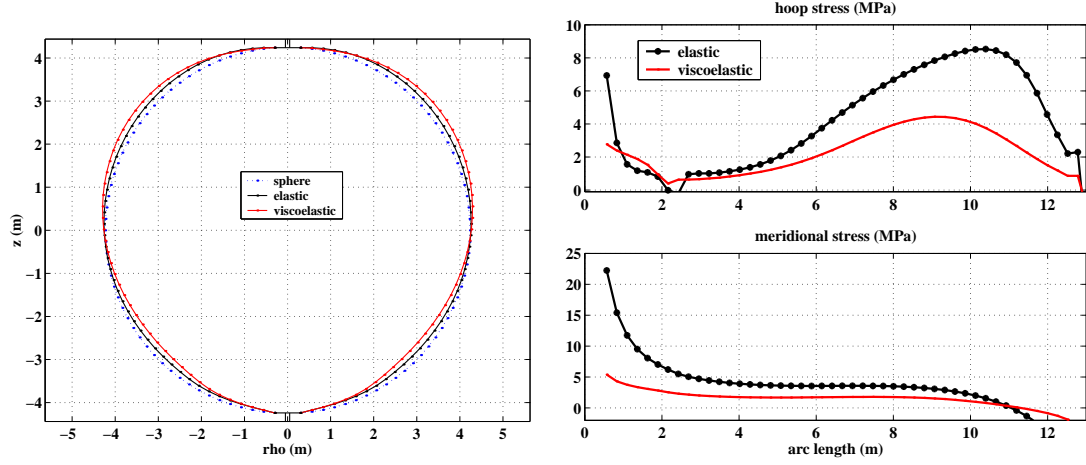 4
3
2
1
0
−1
−2
−3
−4
z (m)
sphere
elastic
viscoelastic
−5 −4 −3 −2 −1 0 1 2 3 4 5
rho (m)
hoop stress (MPa)
10
8
6
4
2
0
elastic
viscoelastic
0 2 4 6 8 10 12
meridional stress (MPa)
25
20
15
10
5
0
0 2 4 6 8 10 12
arc length (m)